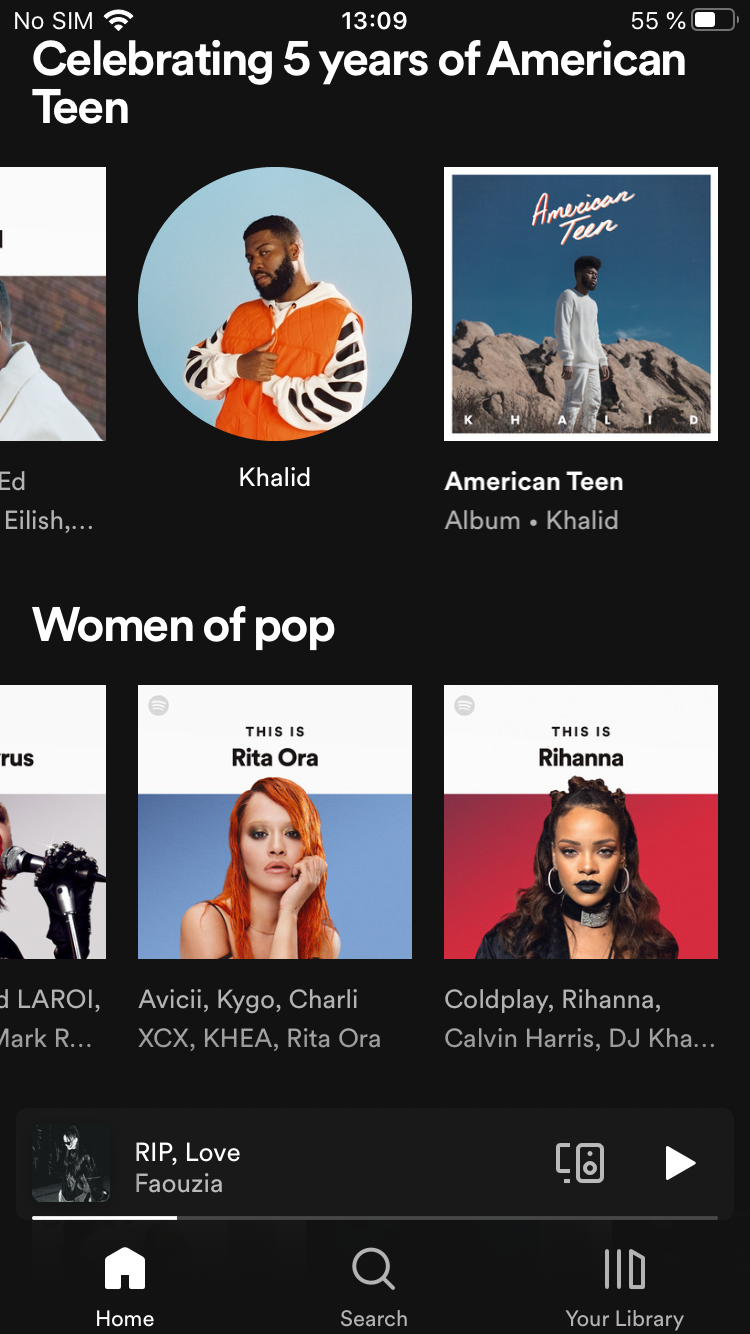 No SIM 13:09 55 %
Celebrating 5 years of American
Teen
American
Teen
K H A L I D
Ed
Eilish,...
Khalid
American Teen
Album • Khalid
Women of pop
rus
THIS IS
Rita Ora
THIS IS
Rihanna
d LAROI,
Mark R...
Avicii, Kygo, Charli
XCX, KHEA, Rita Ora
Coldplay, Rihanna,
Calvin Harris, DJ Kha...
RIP, Love
Faouzia
Home Search Your Library